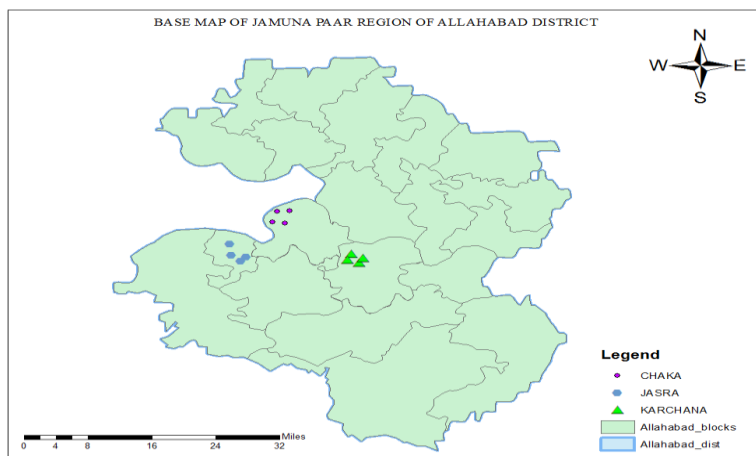 BASE MAP OF JAMUNA PAAR REGION OF ALLAHABAD DISTRICT
N
W E
S
Legend
CHAKA
JASRA
KARCHANA
Allahabad_blocks
Allahabad_dist
Miles
0 4 8 16 24 32